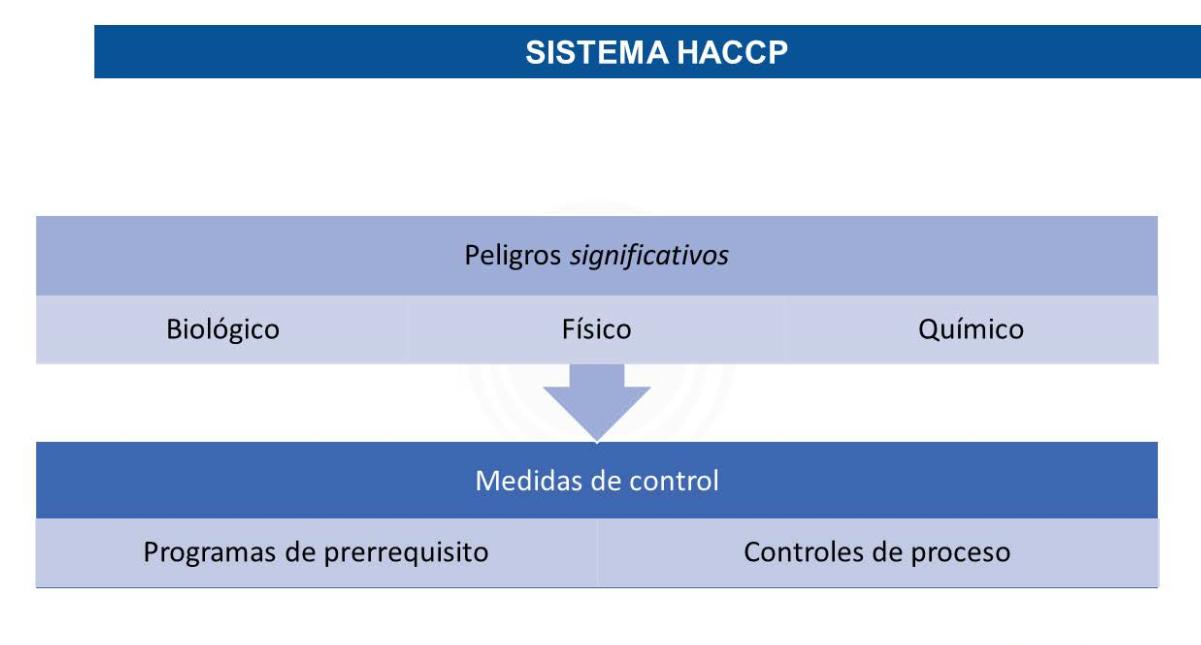 SISTEMA HACCP
Peligros significativos
Biológico
Físico
Químico
Medidas de control
Programas de prerrequisito
Controles de proceso